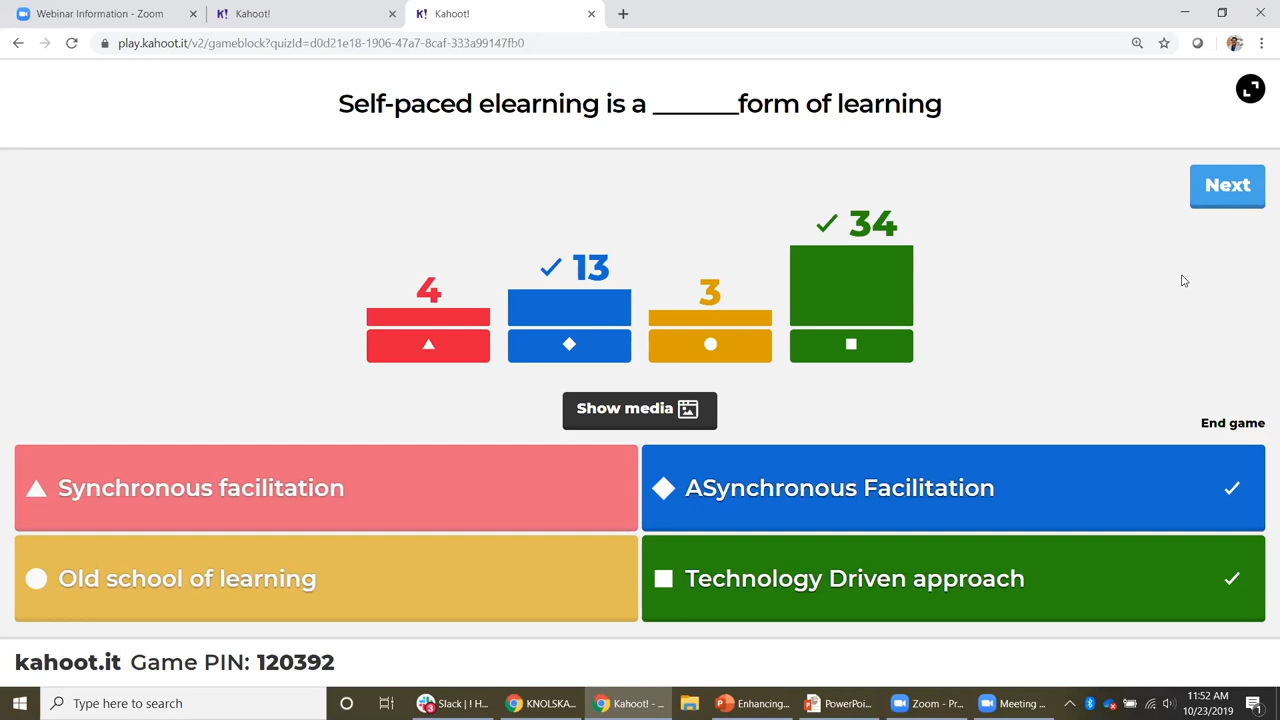 Webinar Information - Zoom
K! Kahoot!
K! Kahoot!
play.kahoot.it/v2/gameblock?quizId=d0d21e18-1906-47a7-8caf-333a99147fb0
Self-paced elearning is a _______form of learning
Next
4
13
3
34
Show media
End game
Synchronous facilitation
ASynchronous Facilitation
Old school of learning
Technology Driven approach
kahoot.it Game PIN: 120392
Type here to search
Slack | ! H...
KNOLSKA...
Kahoot! - ...
Enhancing...
PowerPoi...
Zoom - Pr...
Meeting ...
11:52 AM
10/23/2019